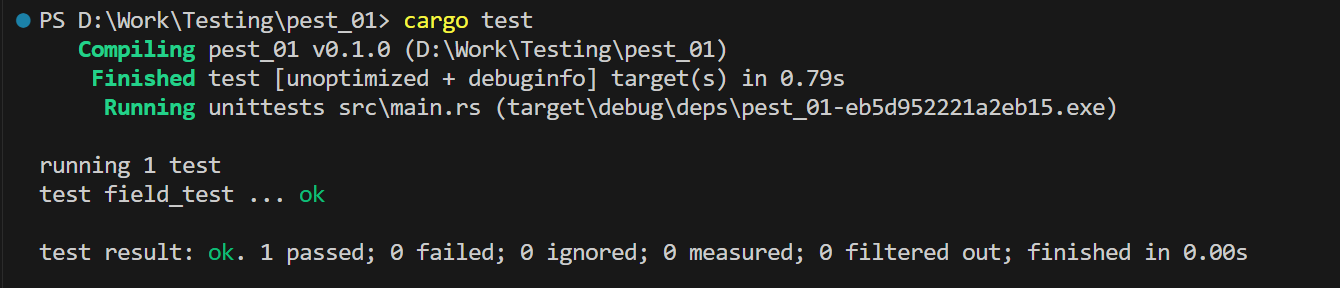 PS D:\Work\Testing\pest_01> cargo test
Compiling pest_01 v0.1.0 (D:\Work\Testing\pest_01)
Finished test [unoptimized + debuginfo] target(s) in 0.79s
Running unittests src\main.rs (target\debug\deps\pest_01-eb5d952221a2eb15.exe)
running 1 test
test field_test ... ok
test result: ok. 1 passed; 0 failed; 0 ignored; 0 measured; 0 filtered out; finished in 0.00s